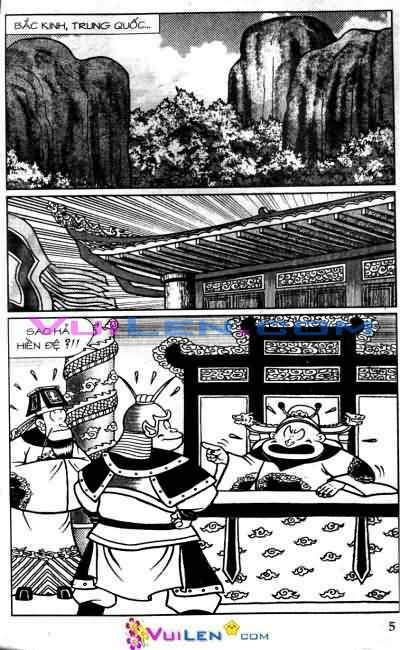 BẮC KINH, TRUNG QUỐC...
SAO HẢ
HIỀN ĐỆ ?!!
VuiLen.com
5
VuiLen.com